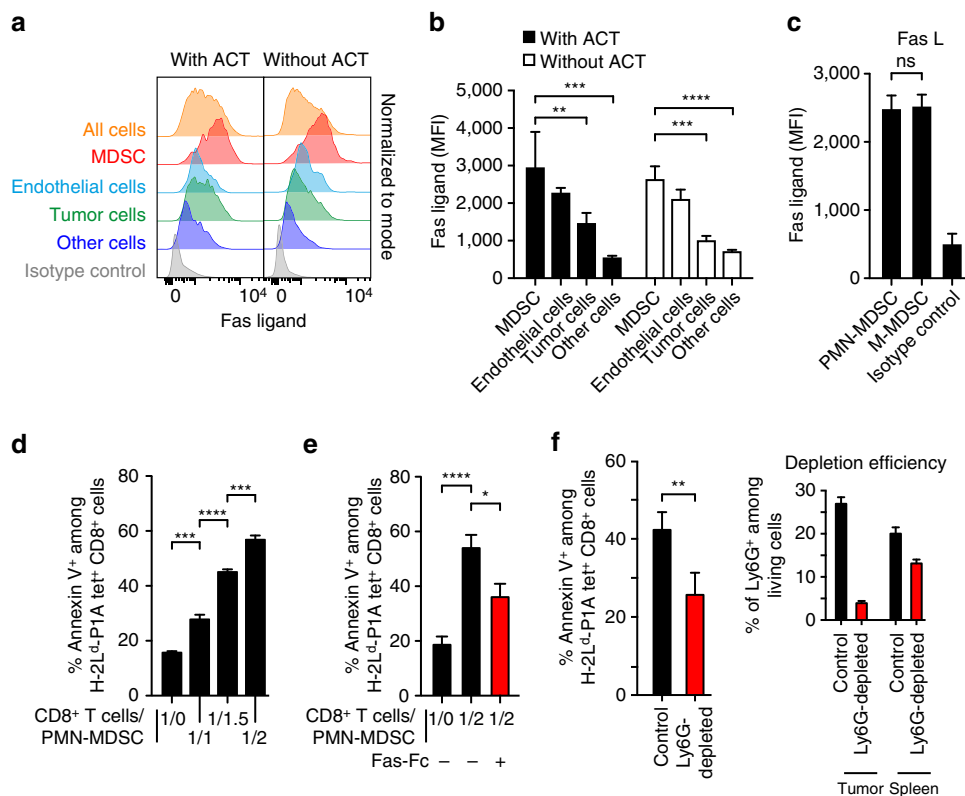 a
With ACT Without ACT
All cells
MDSC
Endothelial cells
Tumor cells
Other cells
Isotype control
0 10⁴ 0 10⁴
Fas ligand
Normalized to mode
b
With ACT
Without ACT
Fas ligand (MFI)
5,000
4,000
3,000
2,000
1,000
0
*** ** **** ***
MDSC
Endothelial cells
Tumor cells
Other cells
MDSC
Endothelial cells
Tumor cells
Other cells
c
Fas L
ns
Fas ligand (MFI)
3,000
2,000
1,000
0
PMN-MDSC
M-MDSC
Isotype control
d
% Annexin V⁺ among
H-2Lᵈ-P1A tet⁺ CD8⁺ cells
80
60
40
20
0
*** **** ***
CD8⁺ T cells/
PMN-MDSC
1/0 1/1.5
1/1 1/2
e
% Annexin V⁺ among
H-2Lᵈ-P1A tet⁺ CD8⁺ cells
80
60
40
20
0
**** *
CD8⁺ T cells/
PMN-MDSC
1/0 1/2 1/2
Fas-Fc – – +
f
% Annexin V⁺ among
H-2Lᵈ-P1A tet⁺ CD8⁺ cells
60
40
20
0
**
Control
Ly6G-
depleted
Depletion efficiency
% of Ly6G⁺ among
living cells
30
20
10
0
Control
Ly6G-depleted
Control
Ly6G-depleted
Tumor Spleen